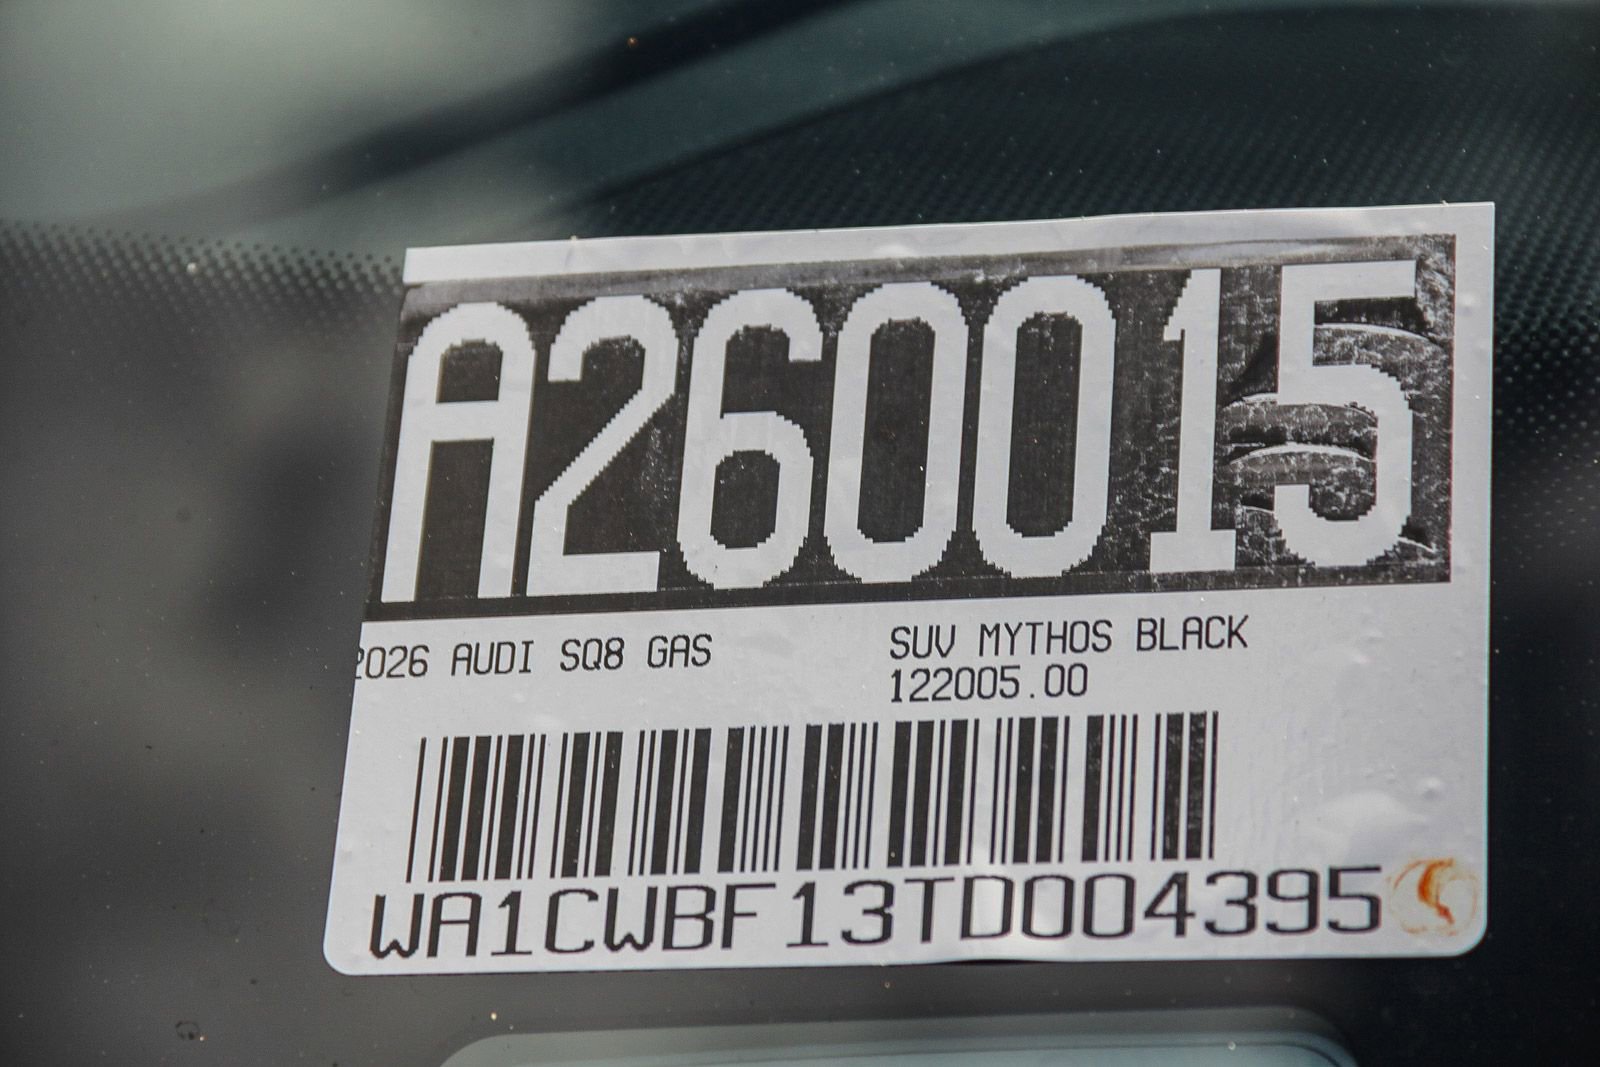 A260015
2026 AUDI SQ8 GAS
SUV MYTHOS BLACK
122005.00
WA1CWBF13TD004395